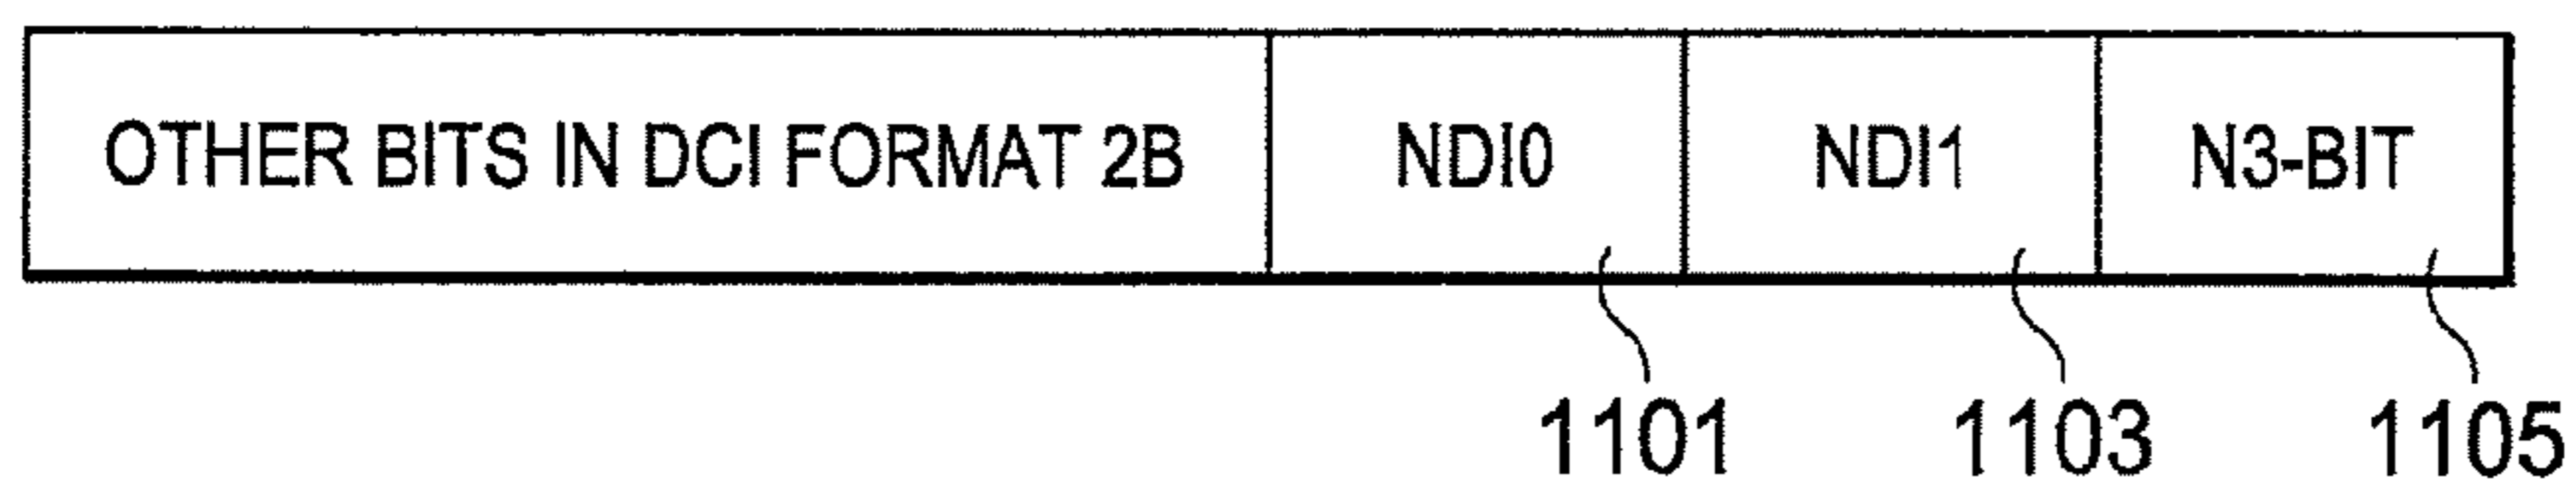 OTHER BITS IN DCI FORMAT 2B NDI0 NDI1 N3-BIT
1101 1103 1105